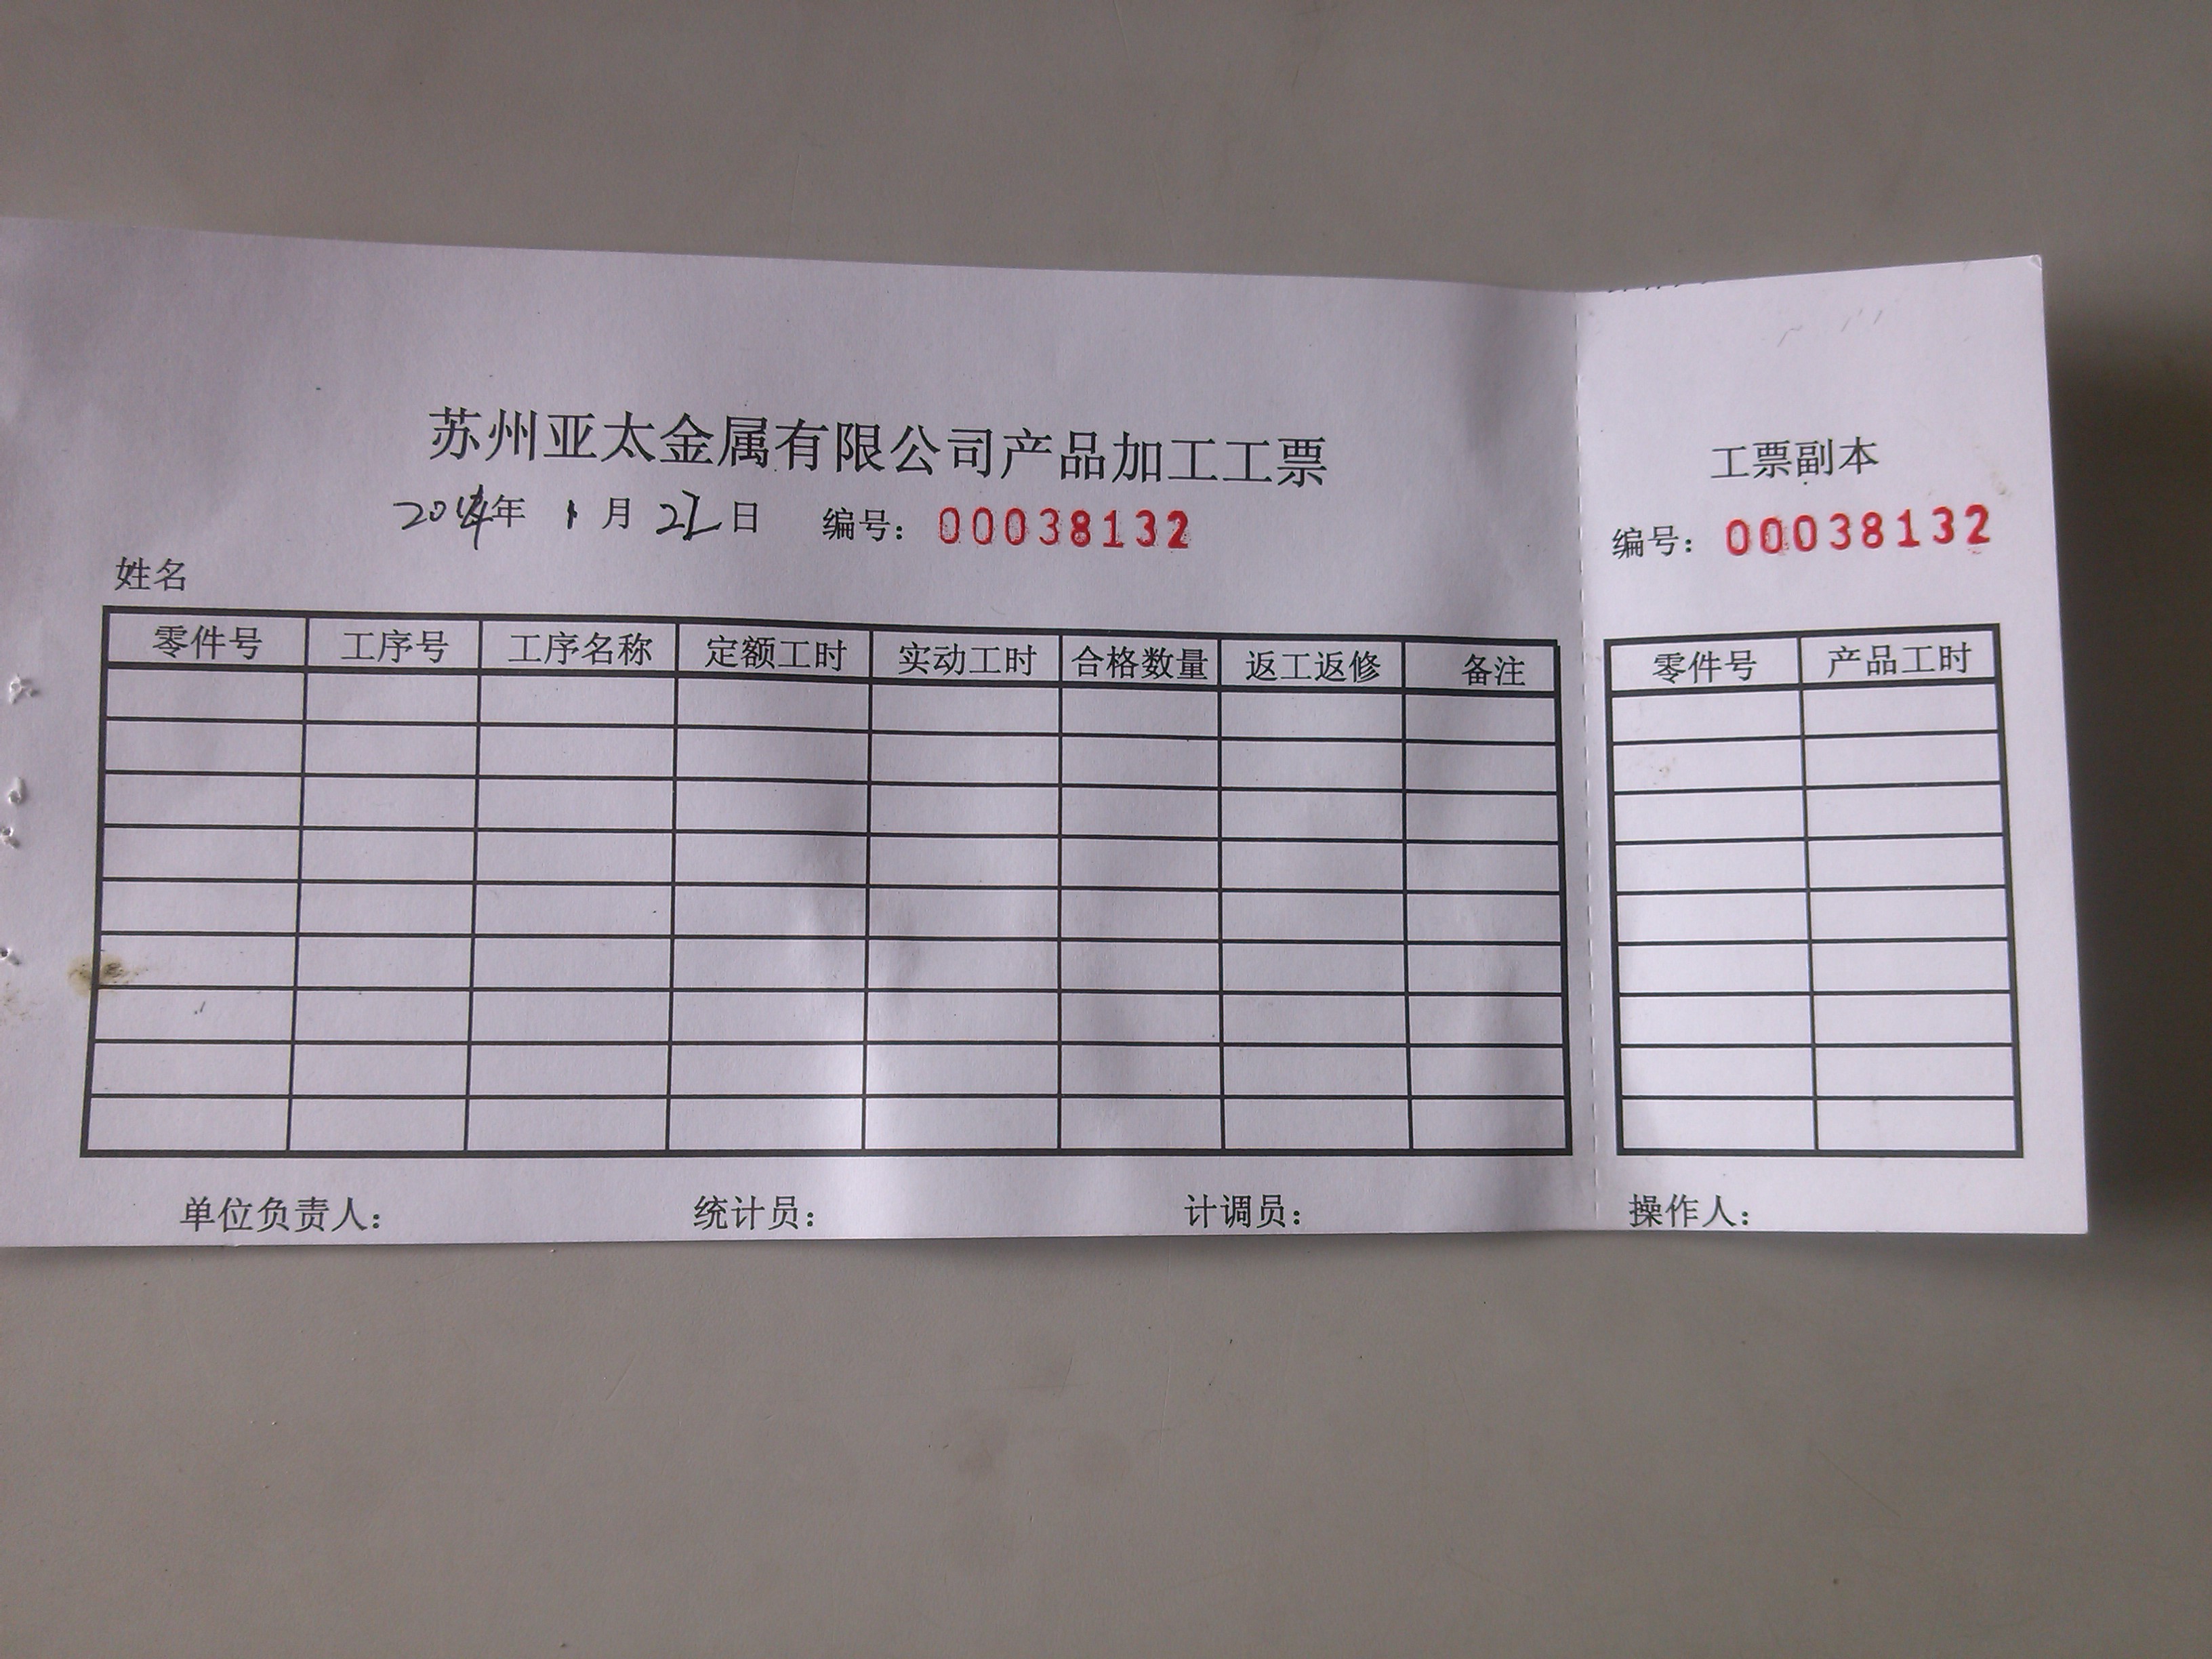 苏州亚太金属有限公司产品加工工票
2014年 1月 22日 编号：00038132
姓名
零件号 工序号 工序名称 定额工时 实动工时 合格数量 返工返修 备注
单位负责人： 统计员： 计调员：
工票副本
编号：00038132
零件号 产品工时
操作人：